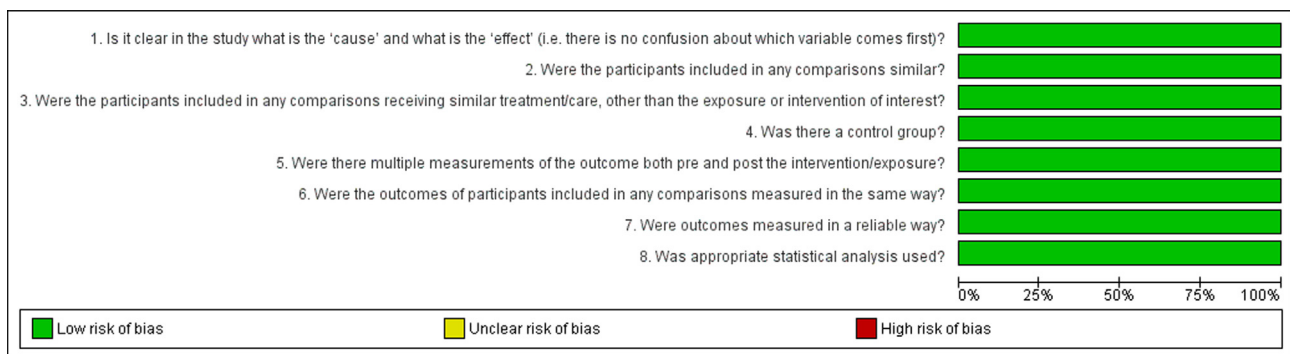 1. Is it clear in the study what is the ‘cause’ and what is the ‘effect’ (i.e. there is no confusion about which variable comes first)?
2. Were the participants included in any comparisons similar?
3. Were the participants included in any comparisons receiving similar treatment/care, other than the exposure or intervention of interest?
4. Was there a control group?
5. Were there multiple measurements of the outcome both pre and post the intervention/exposure?
6. Were the outcomes of participants included in any comparisons measured in the same way?
7. Were outcomes measured in a reliable way?
8. Was appropriate statistical analysis used?
0% 25% 50% 75% 100%
Low risk of bias Unclear risk of bias High risk of bias